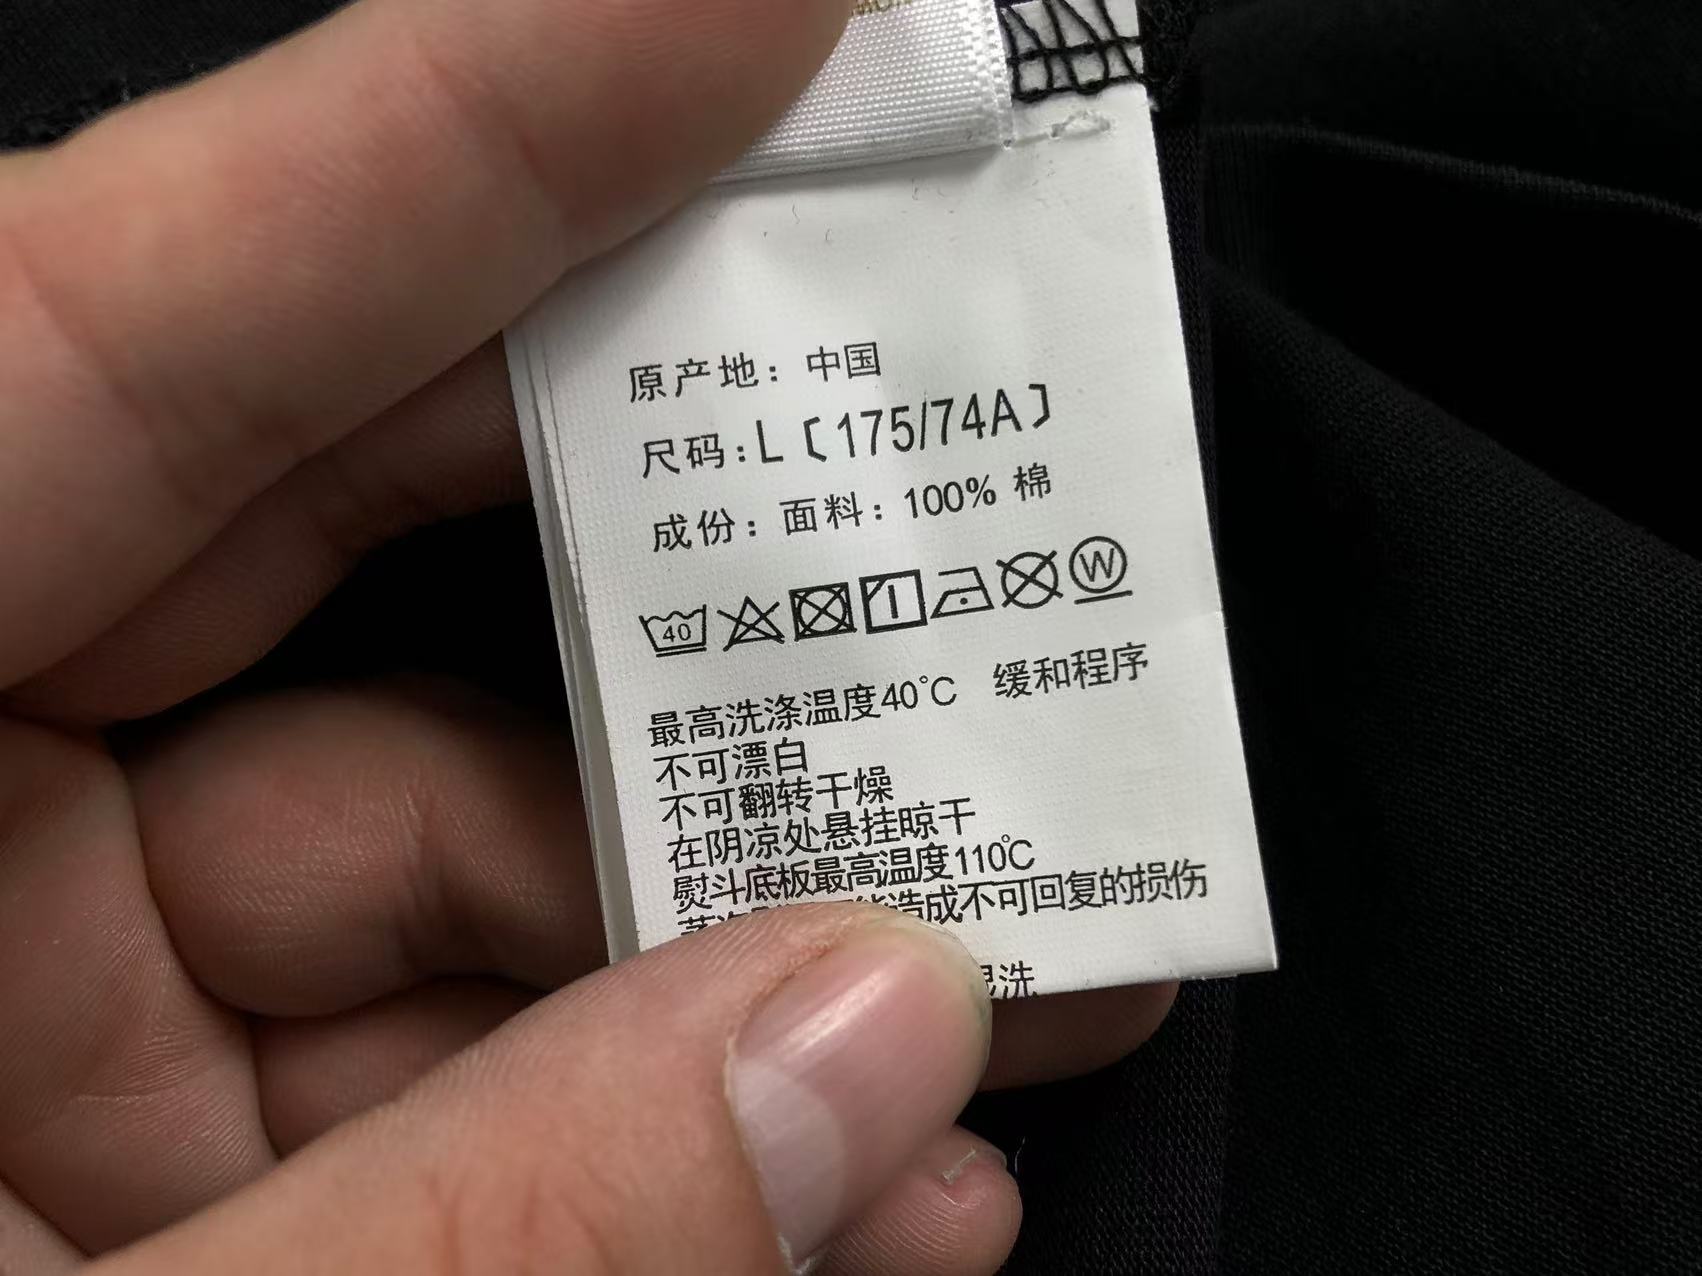 原产地：中国
尺码：L〔175/74A〕
成份：面料：100% 棉
40 W
最高洗涤温度40℃ 缓和程序
不可漂白
不可翻转干燥
在阴凉处悬挂晾干
熨斗底板最高温度110℃
造成不可回复的损伤
洗